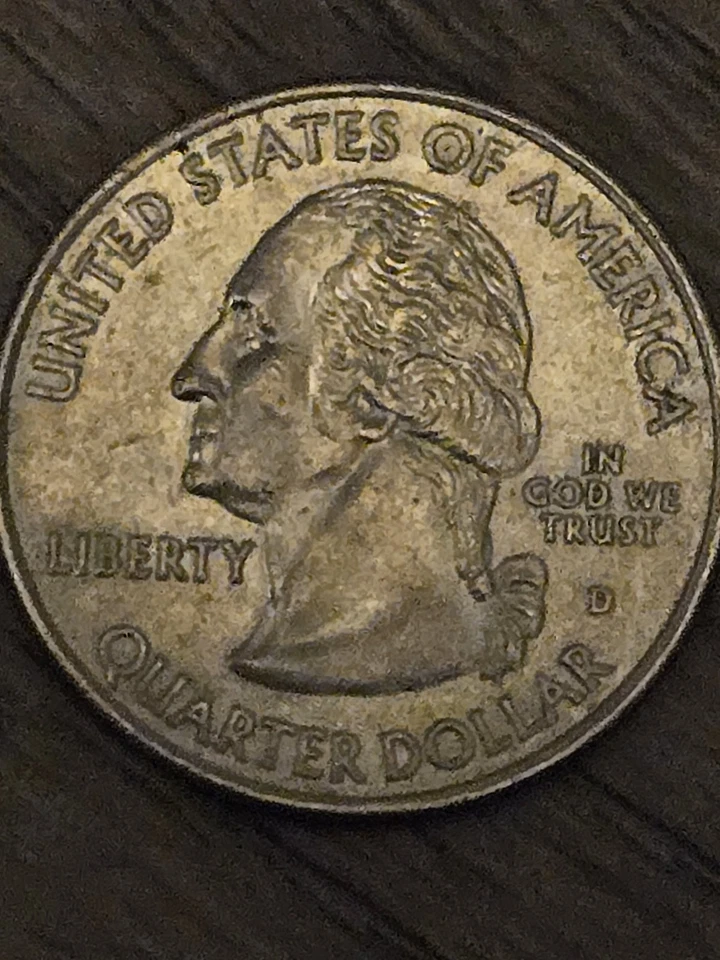 UNITED STATES OF AMERICA
LIBERTY
IN
GOD WE
TRUST
D
QUARTER DOLLAR